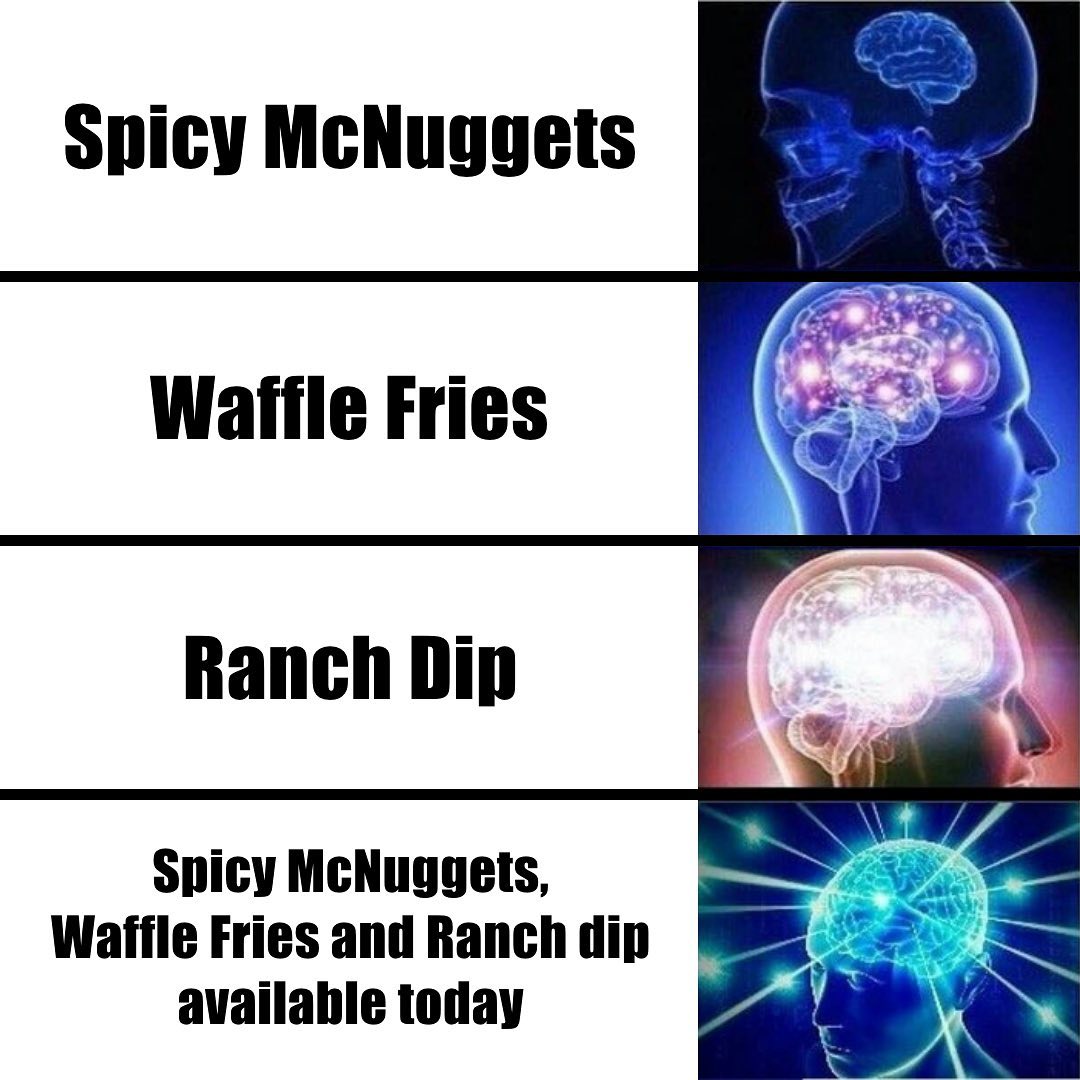 Spicy McNuggets
Waffle Fries
Ranch Dip
Spicy McNuggets,
Waffle Fries and Ranch dip
available today